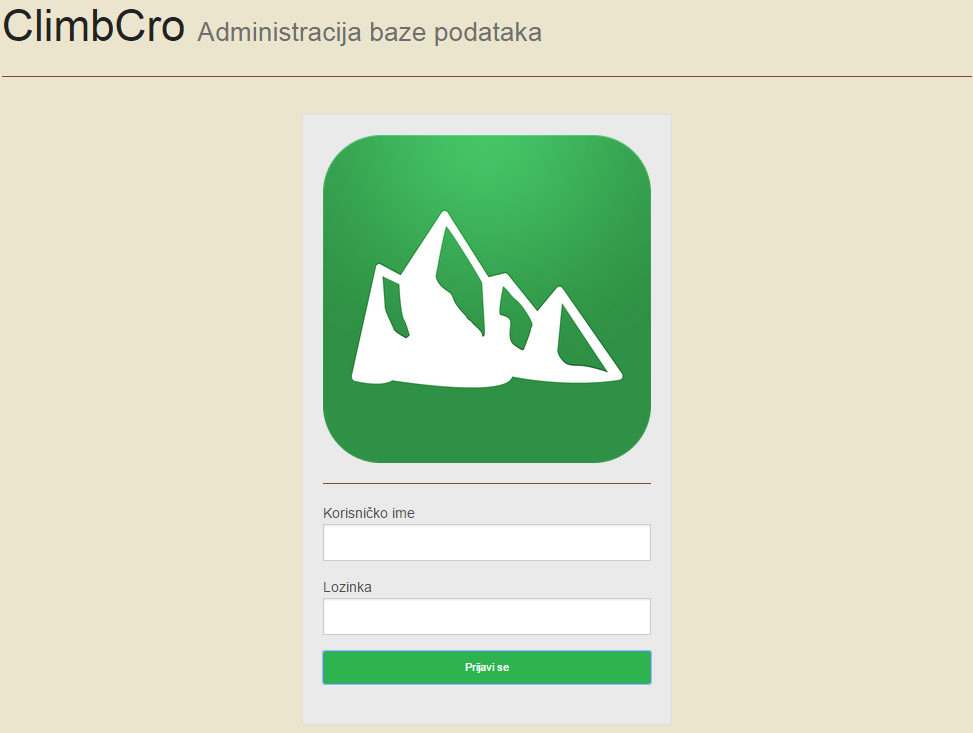 ClimbCro Administracija baze podataka
Korisničko ime
Lozinka
Prijavi se